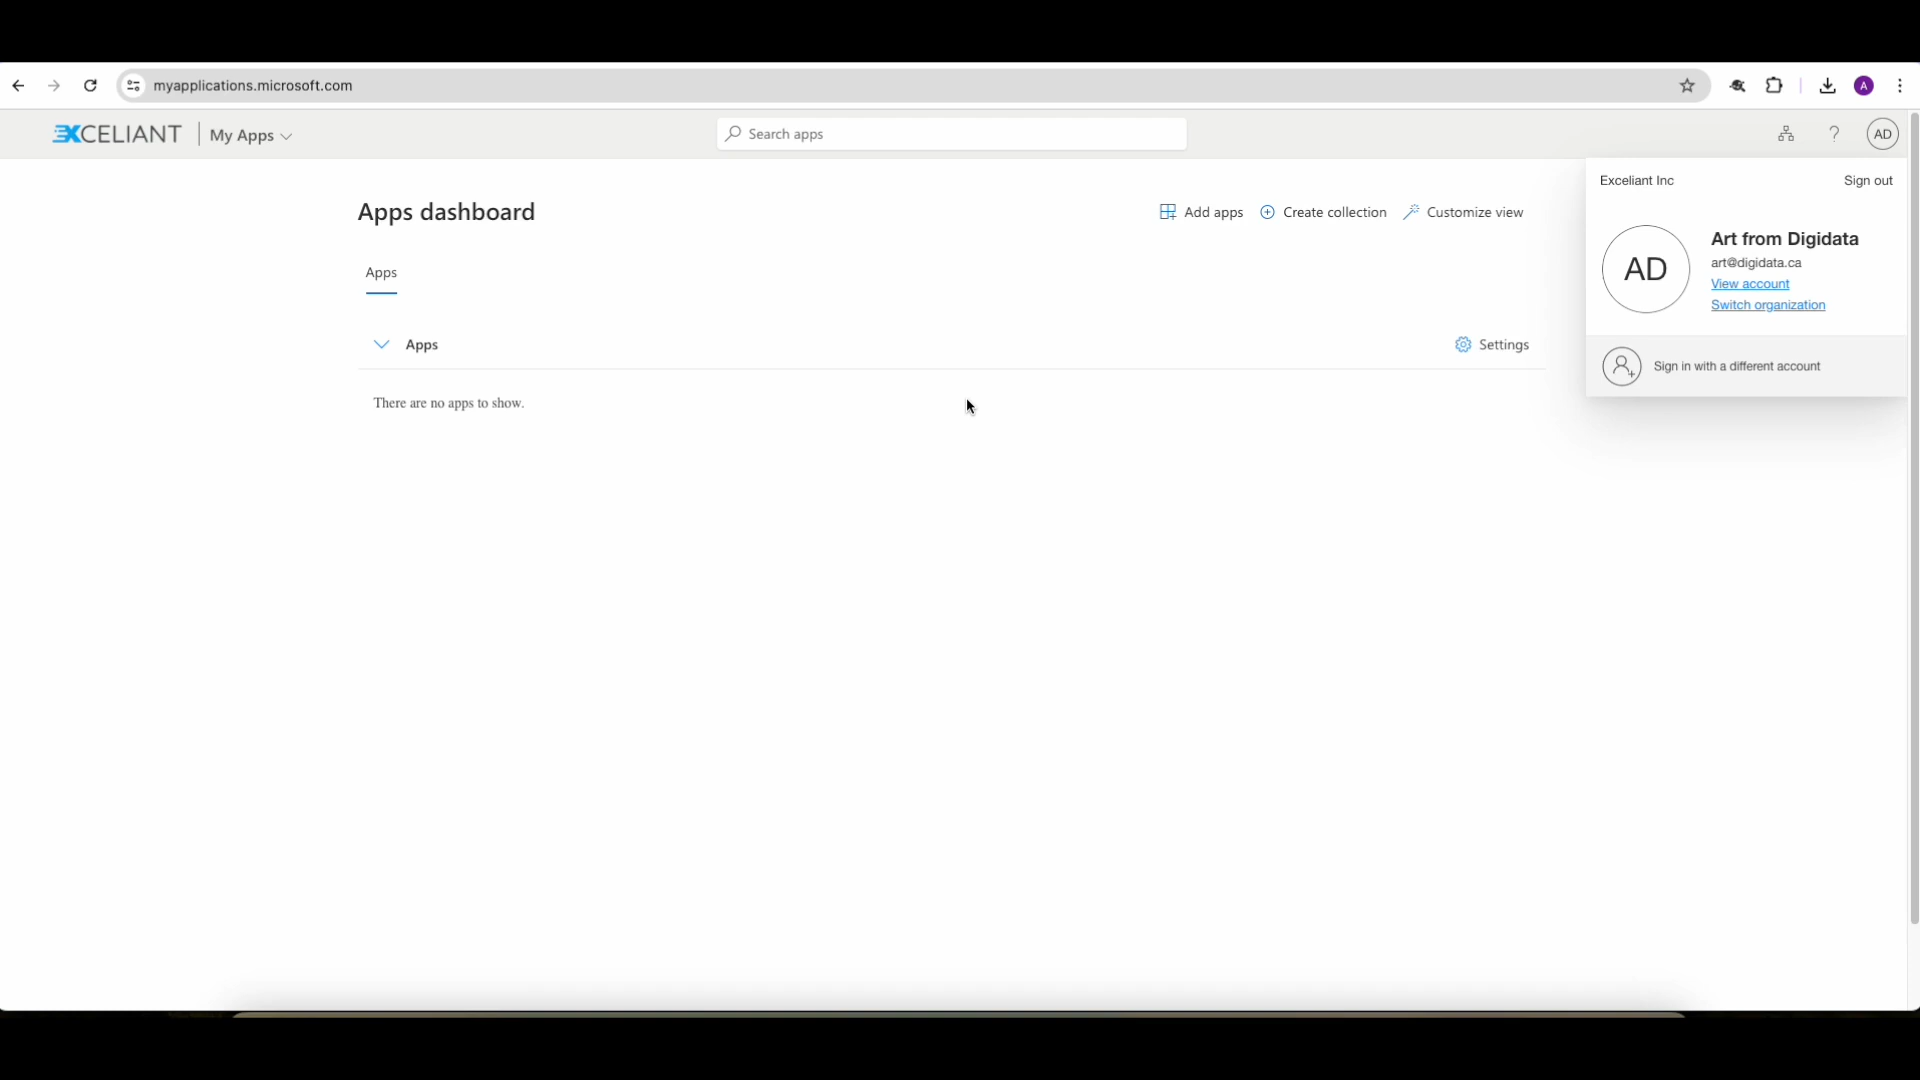 myapplications.microsoft.com
A
EXCELIANT
My Apps
Search apps
?
AD
Exceliant Inc
Sign out
Apps dashboard
Add apps
Create collection
Customize view
AD
Art from Digidata
art@digidata.ca
View account
Switch organization
Apps
Apps
Settings
Sign in with a different account
There are no apps to show.